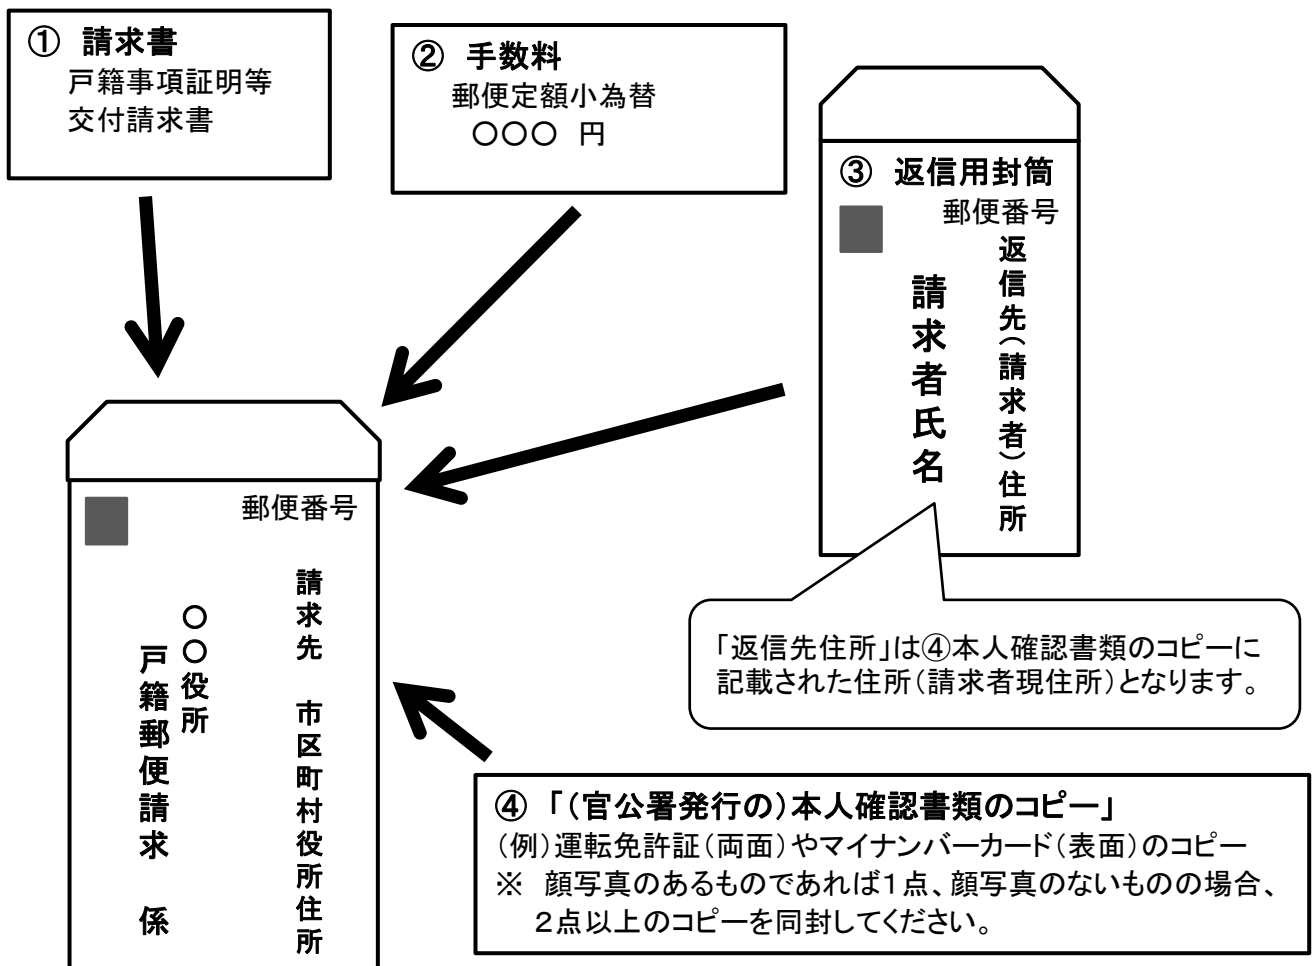 ① 請求書
戸籍事項証明等
交付請求書
② 手数料
郵便定額小為替
〇〇〇 円
③ 返信用封筒
郵便番号
返信先(請求者)住所
請求者氏名
「返信先住所」は④本人確認書類のコピーに
記載された住所(請求者現住所)となります。
郵便番号
請求先 市区町村役所住所
〇〇役所
戸籍郵便請求 係
④ 「(官公署発行の)本人確認書類のコピー」
(例)運転免許証(両面)やマイナンバーカード(表面)のコピー
※ 顔写真のあるものであれば1点、顔写真のないものの場合、
2点以上のコピーを同封してください。